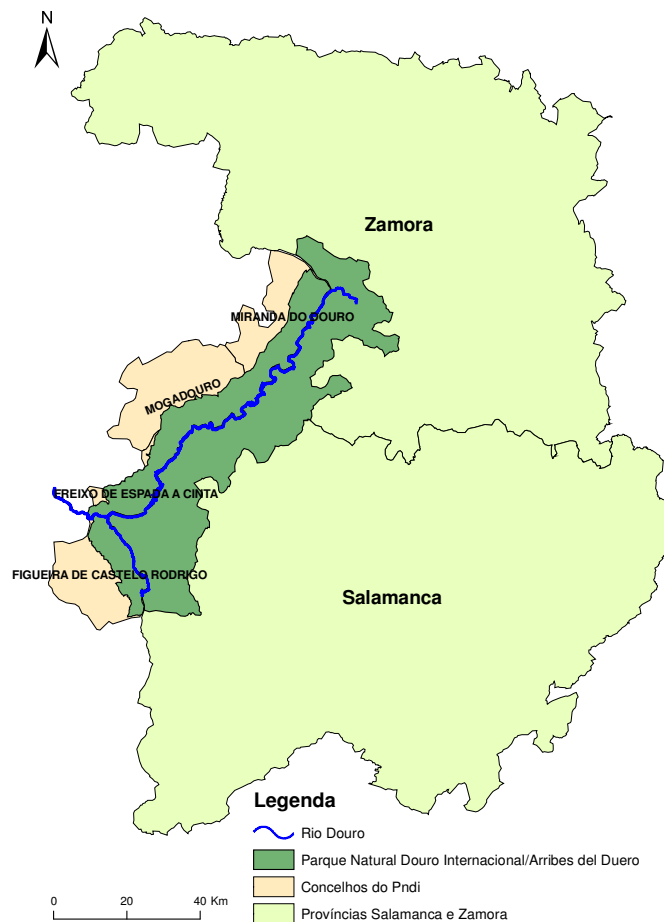 N
Zamora
MIRANDA DO DOURO
MOGADOURO
FREIXO DE ESPADA A CINTA
FIGUEIRA DE CASTELO RODRIGO
Salamanca
Legenda
Rio Douro
Parque Natural Douro Internacional/Arribes del Duero
Concelhos do Pndi
Províncias Salamanca e Zamora
0 20 40 Km